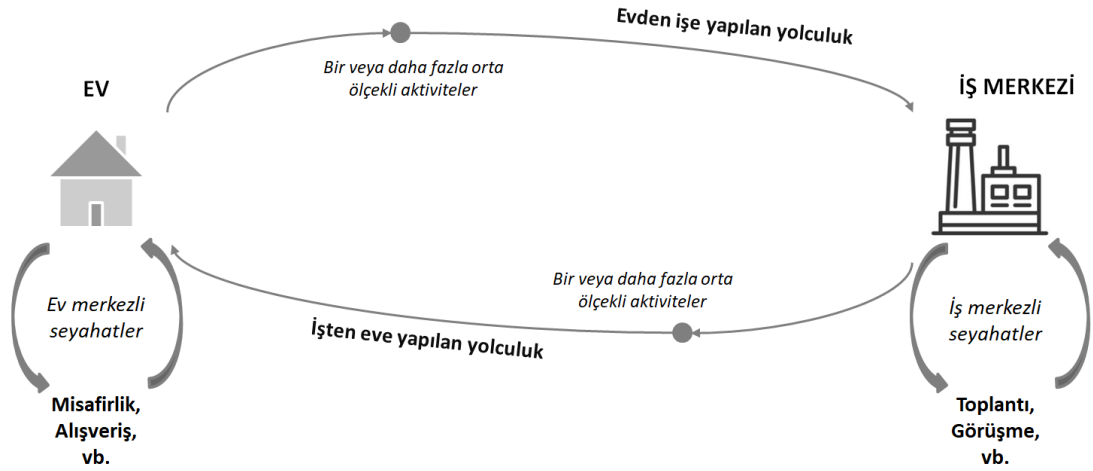 Evden işe yapılan yolculuk
Bir veya daha fazla orta
ölçekli aktiviteler
EV
İŞ MERKEZİ
Bir veya daha fazla orta
ölçekli aktiviteler
İşten eve yapılan yolculuk
Ev merkezli
seyahatler
İş merkezli
seyahatler
Misafirlik,
Alışveriş,
vb.
Toplantı,
Görüşme,
vb.